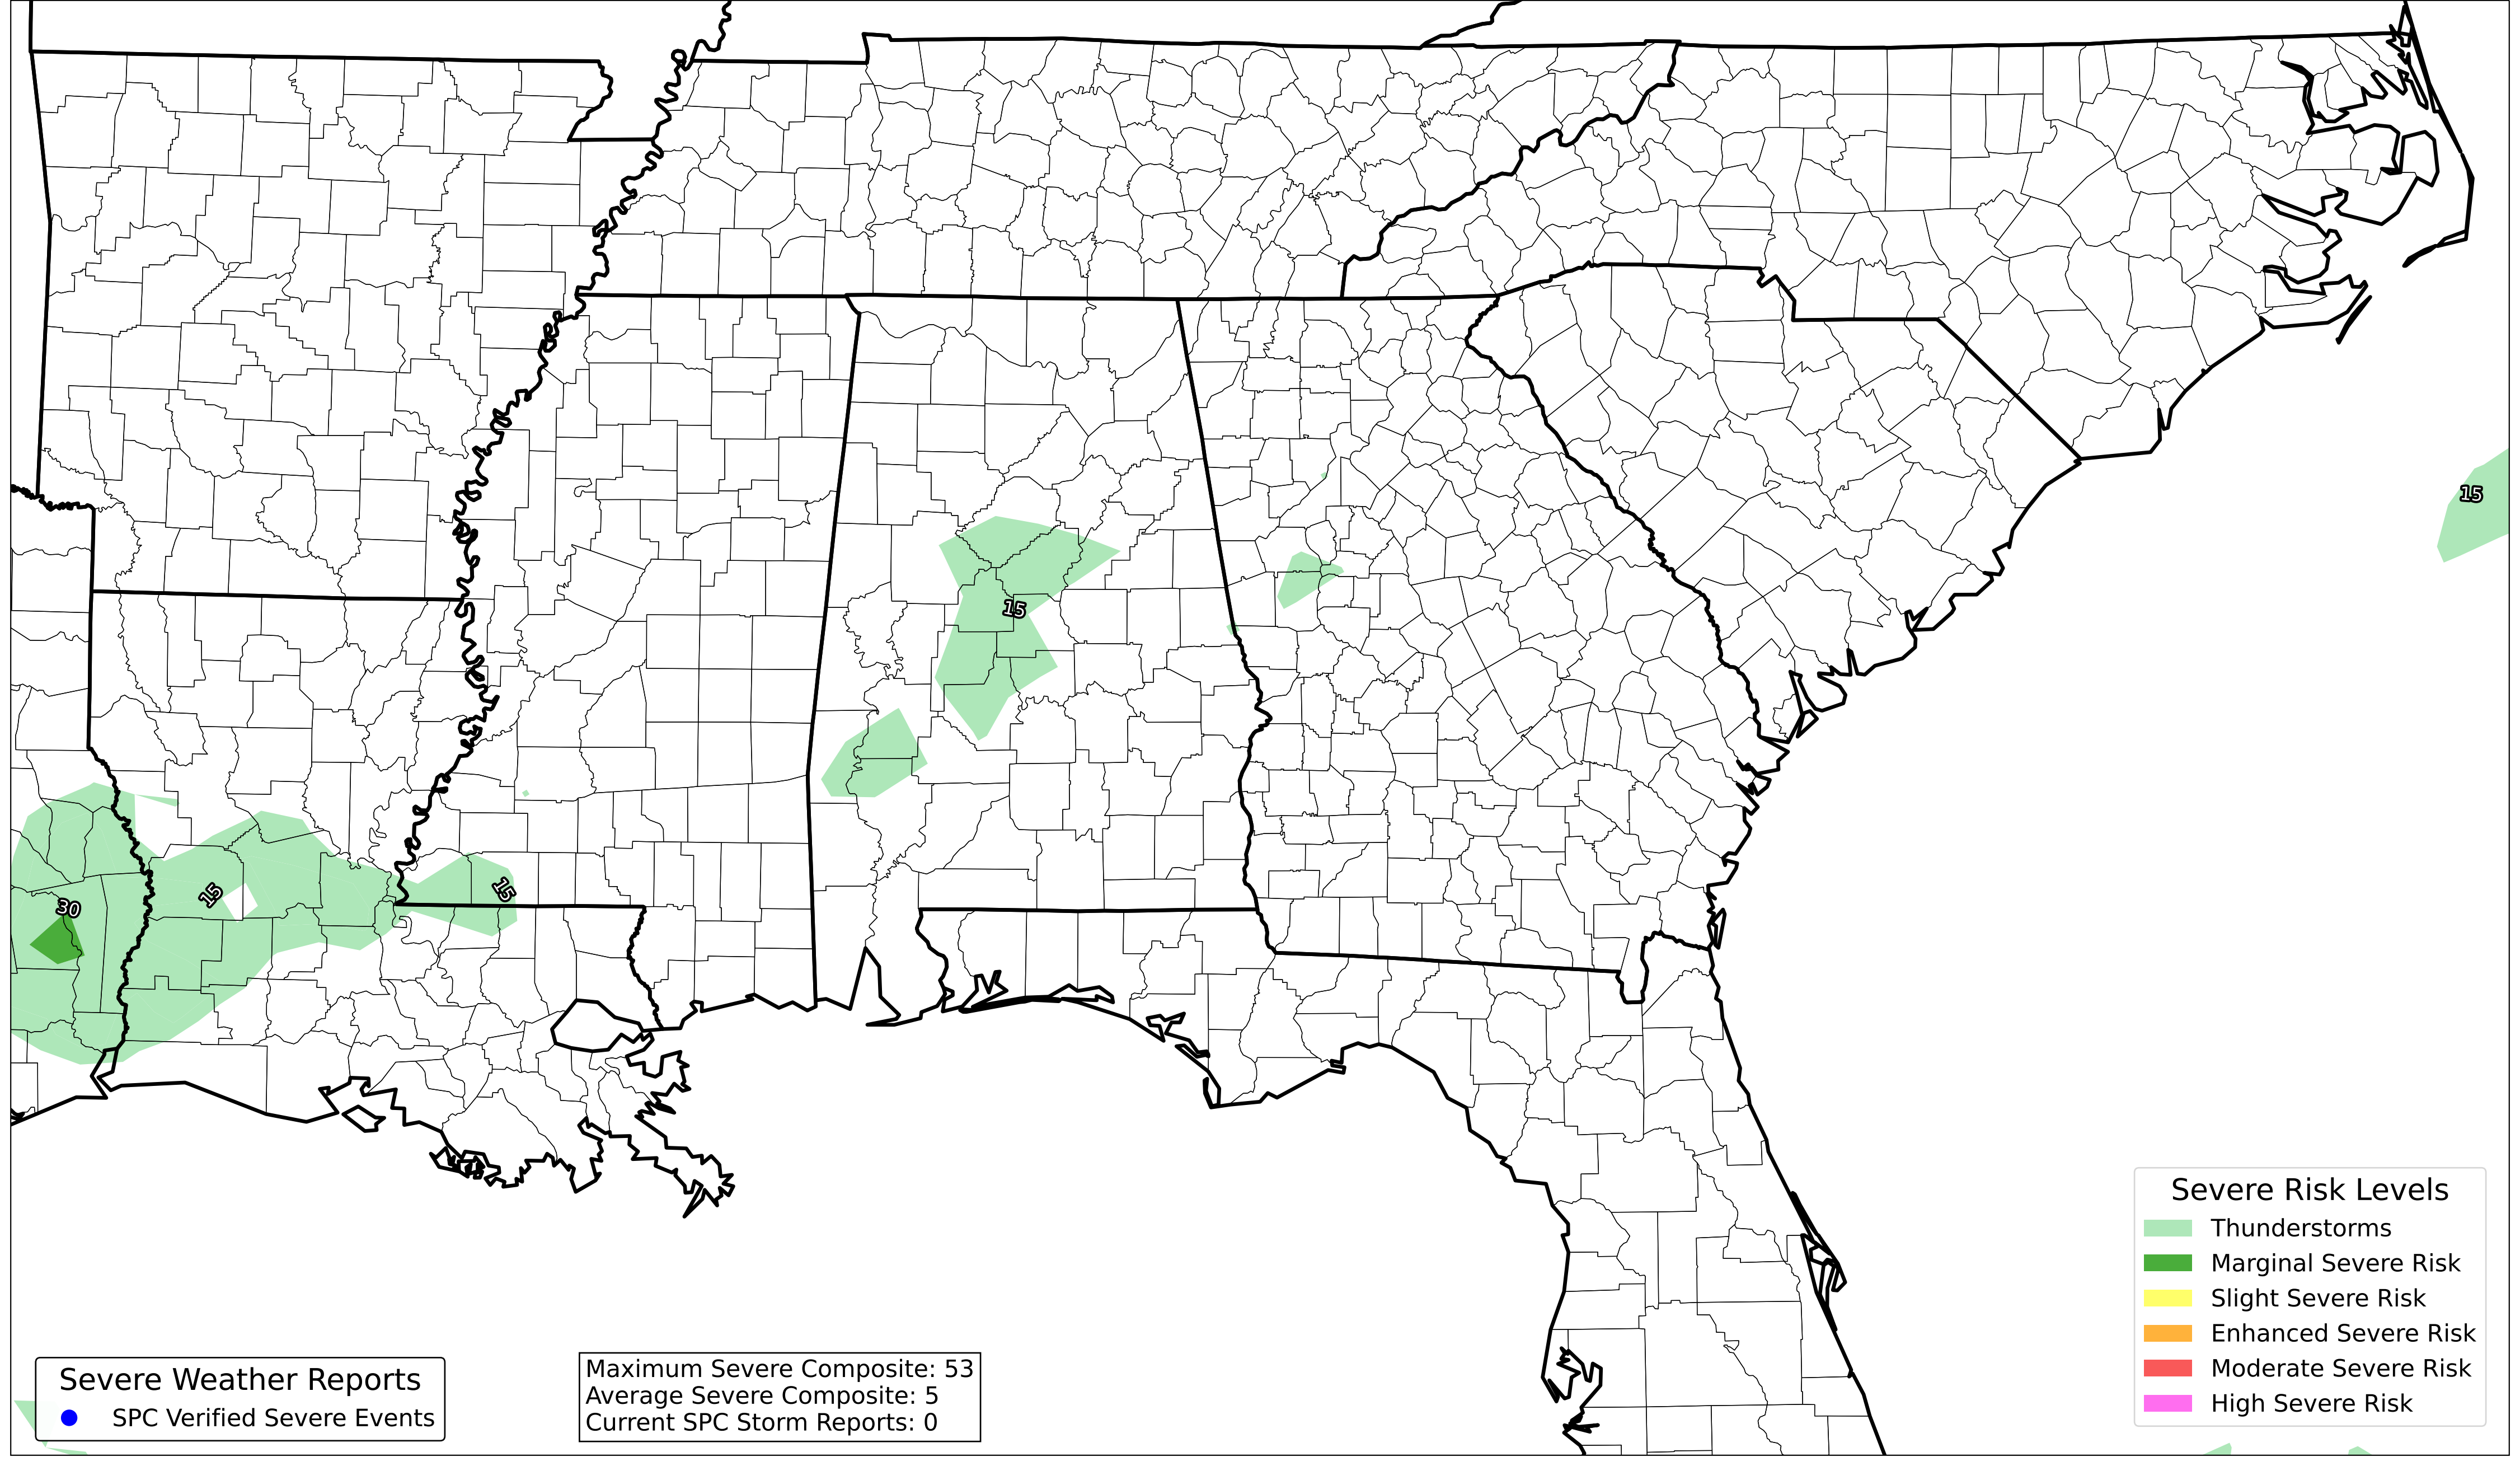 15
15
15
15
30
Severe Risk Levels
Thunderstorms
Marginal Severe Risk
Slight Severe Risk
Enhanced Severe Risk
Moderate Severe Risk
High Severe Risk
Severe Weather Reports
SPC Verified Severe Events
Maximum Severe Composite: 53
Average Severe Composite: 5
Current SPC Storm Reports: 0